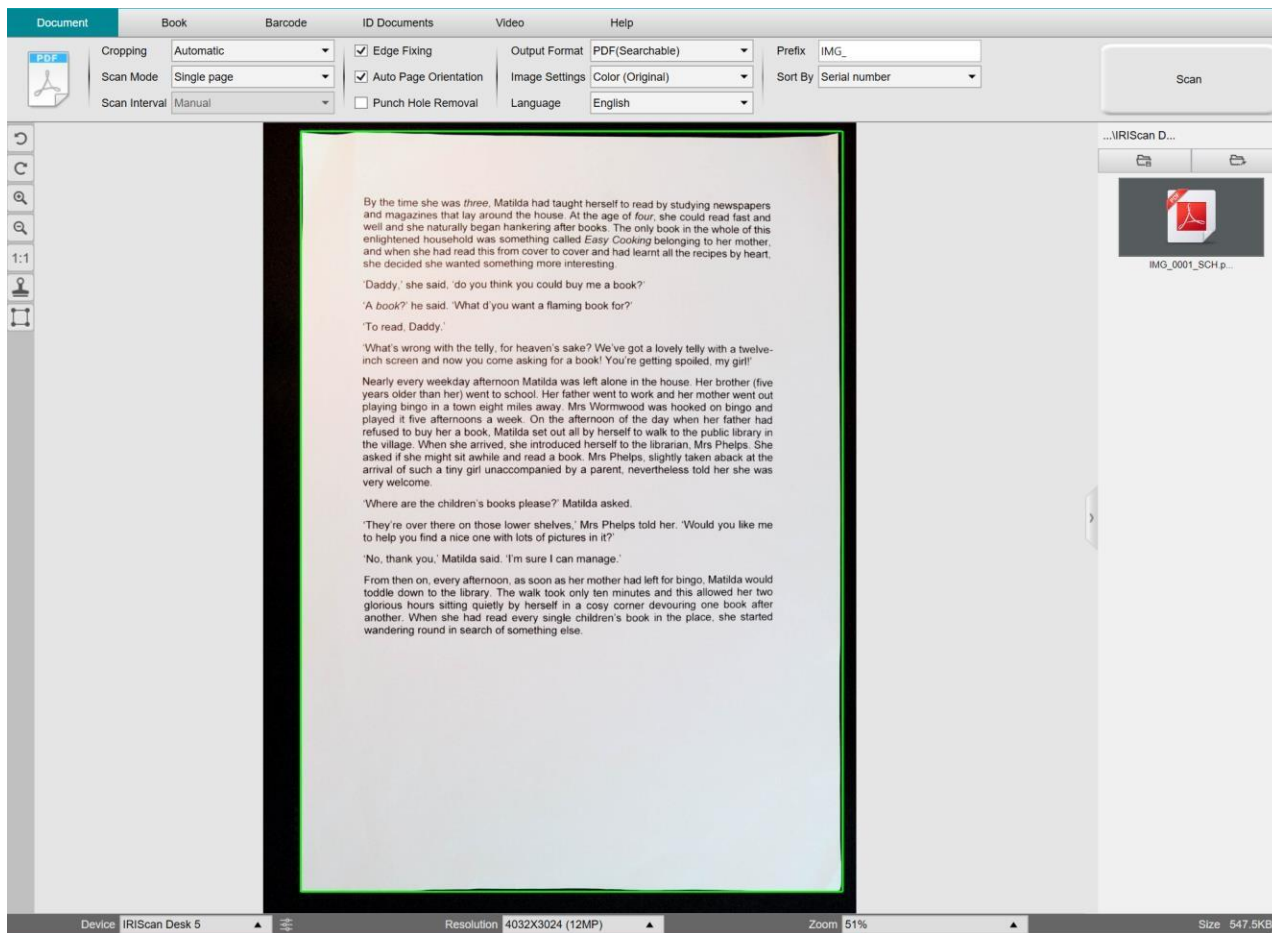 Document Book Barcode ID Documents Video Help
PDF
Cropping Automatic
Scan Mode Single page
Scan Interval Manual
Edge Fixing
Auto Page Orientation
Punch Hole Removal
Output Format PDF(Searchable)
Image Settings Color (Original)
Language English
Prefix IMG_
Sort By Serial number
Scan
1:1
By the time she was three, Matilda had taught herself to read by studying newspapers
and magazines that lay around the house. At the age of four, she could read fast and
well and she naturally began hankering after books. The only book in the whole of this
enlightened household was something called Easy Cooking belonging to her mother,
and when she had read this from cover to cover and had learnt all the recipes by heart,
she decided she wanted something more interesting.
'Daddy,' she said, 'do you think you could buy me a book?'
'A book?' he said. 'What d'you want a flaming book for?'
'To read, Daddy.'
'What's wrong with the telly, for heaven's sake? We've got a lovely telly with a twelve-
inch screen and now you come asking for a book! You're getting spoiled, my girl!'
Nearly every weekday afternoon Matilda was left alone in the house. Her brother (five
years older than her) went to school. Her father went to work and her mother went out
playing bingo in a town eight miles away. Mrs Wormwood was hooked on bingo and
played it five afternoons a week. On the afternoon of the day when her father had
refused to buy her a book, Matilda set out all by herself to walk to the public library in
the village. When she arrived, she introduced herself to the librarian, Mrs Phelps. She
asked if she might sit awhile and read a book. Mrs Phelps, slightly taken aback at the
arrival of such a tiny girl unaccompanied by a parent, nevertheless told her she was
very welcome.
'Where are the children's books please?' Matilda asked.
'They're over there on those lower shelves,' Mrs Phelps told her. 'Would you like me
to help you find a nice one with lots of pictures in it?'
'No, thank you,' Matilda said. 'I'm sure I can manage.'
From then on, every afternoon, as soon as her mother had left for bingo, Matilda would
toddle down to the library. The walk took only ten minutes and this allowed her two
glorious hours sitting quietly by herself in a cosy corner devouring one book after
another. When she had read every single children's book in the place, she started
wandering round in search of something else.
...\IRIScan D...
PDF
IMG_0001_SCH.p...
Device IRIScan Desk 5 Resolution 4032X3024 (12MP) Zoom 51% Size 547.5KB